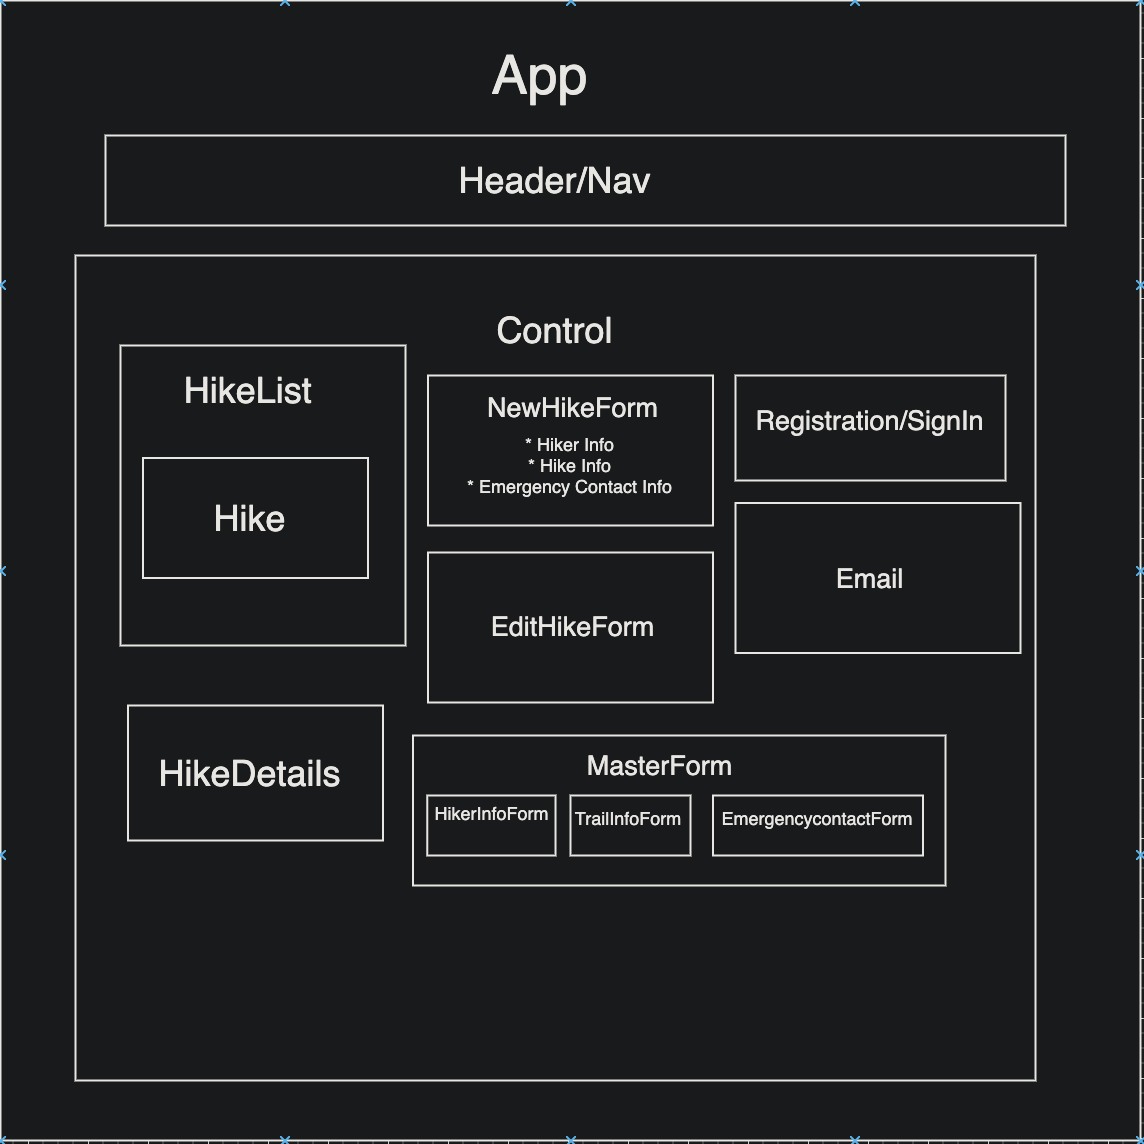 App
Header/Nav
Control
HikeList
Hike
NewHikeForm
* Hiker Info
* Hike Info
* Emergency Contact Info
Registration/SignIn
Email
EditHikeForm
HikeDetails
MasterForm
HikerInfoForm
TrailInfoForm
EmergencycontactForm